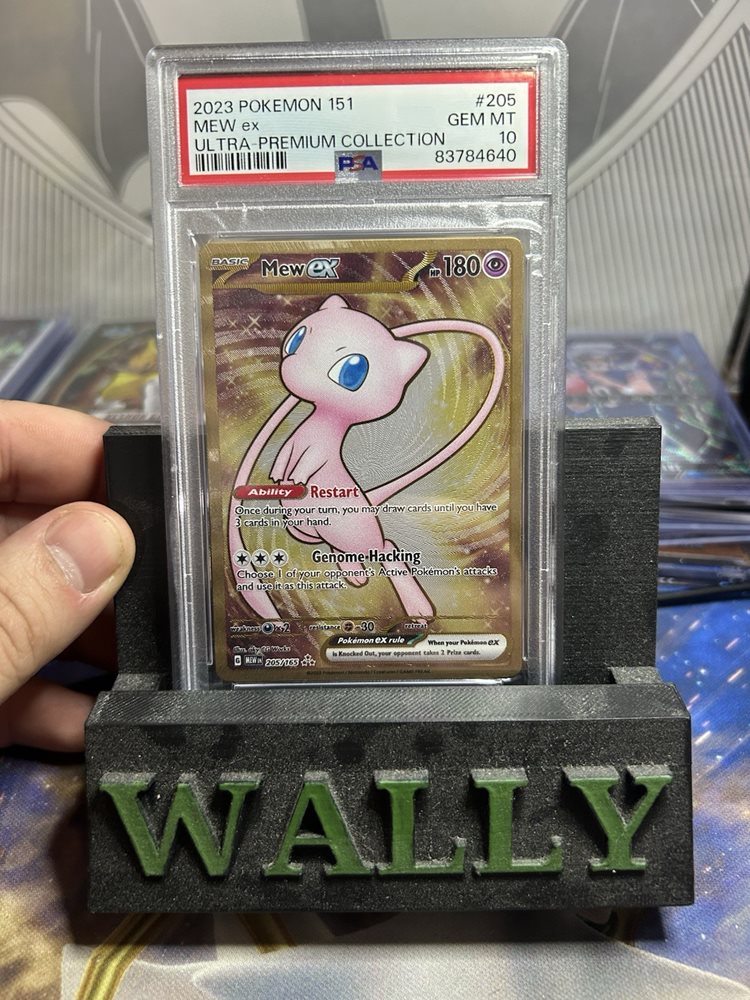 2023 POKEMON 151 #205
MEW ex GEM MT
ULTRA-PREMIUM COLLECTION 10
PSA 83784640
BASIC Mew ex HP 180
Ability Restart
Once during your turn, you may draw cards until you have
3 cards in your hand.
Genome Hacking
Choose 1 of your opponent's Active Pokémon's attacks
and use it as this attack.
weakness ×2 resistance -30 retreat
Pokémon ex rule When your Pokémon ex
is Knocked Out, your opponent takes 2 Prize cards.
G MEW EN 205/165
WALLY